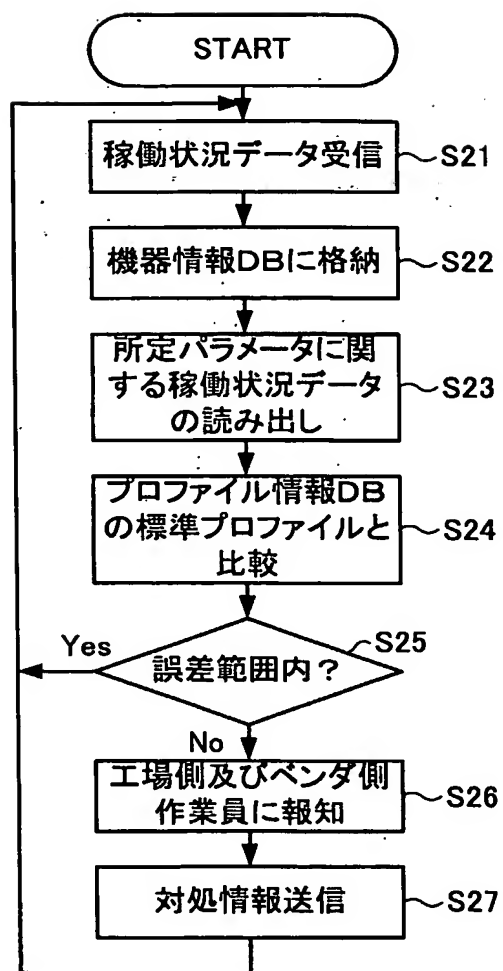 START
稼働状況データ受信
S21
機器情報DBに格納
S22
所定パラメータに関
する稼働状況データ
の読み出し
S23
プロファイル情報DB
の標準プロファイルと
比較
S24
Yes
誤差範囲内？
S25
No
工場側及びベンダ側
作業員に報知
S26
対処情報送信
S27